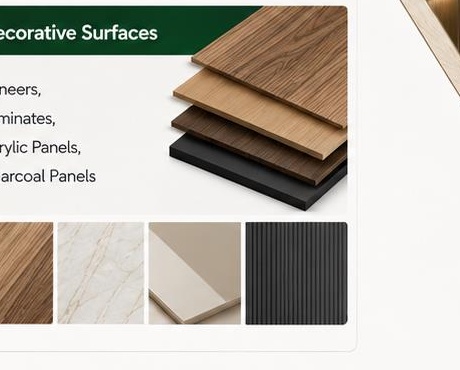 ecorative Surfaces
neers,
minates,
rylic Panels,
arcoal Panels